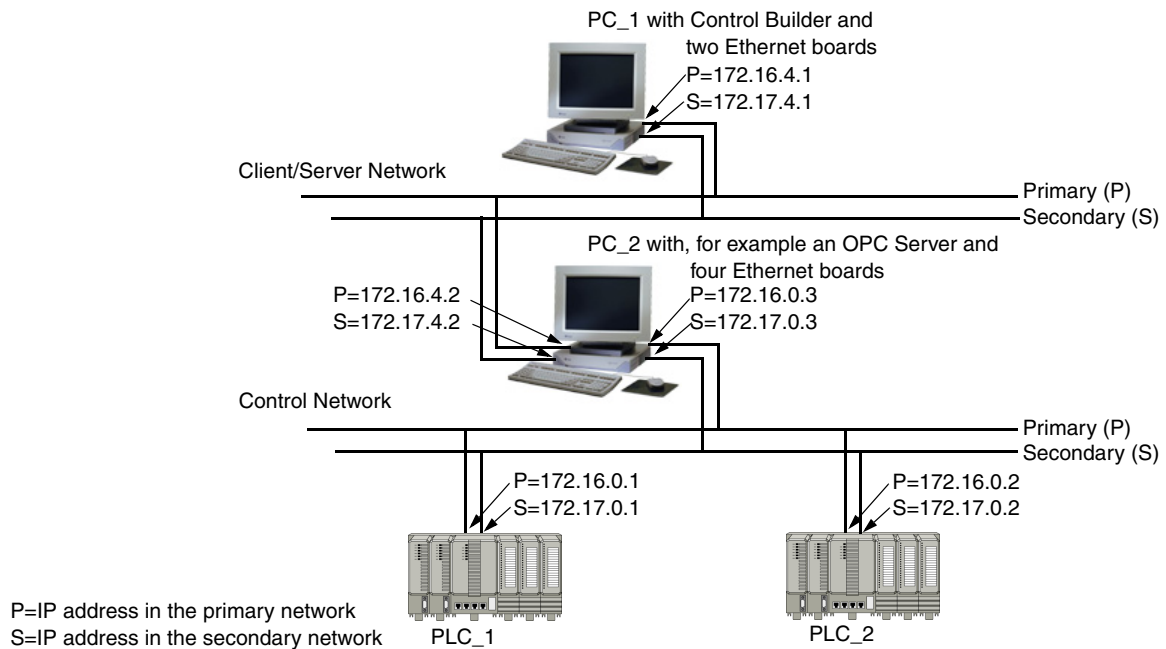 PC_1 with Control Builder and
two Ethernet boards
P=172.16.4.1
S=172.17.4.1
Client/Server Network
Primary (P)
Secondary (S)
PC_2 with, for example an OPC Server and
four Ethernet boards
P=172.16.4.2
S=172.17.4.2
P=172.16.0.3
S=172.17.0.3
Control Network
Primary (P)
Secondary (S)
P=172.16.0.1
S=172.17.0.1
P=172.16.0.2
S=172.17.0.2
P=IP address in the primary network
S=IP address in the secondary network
PLC_1
PLC_2